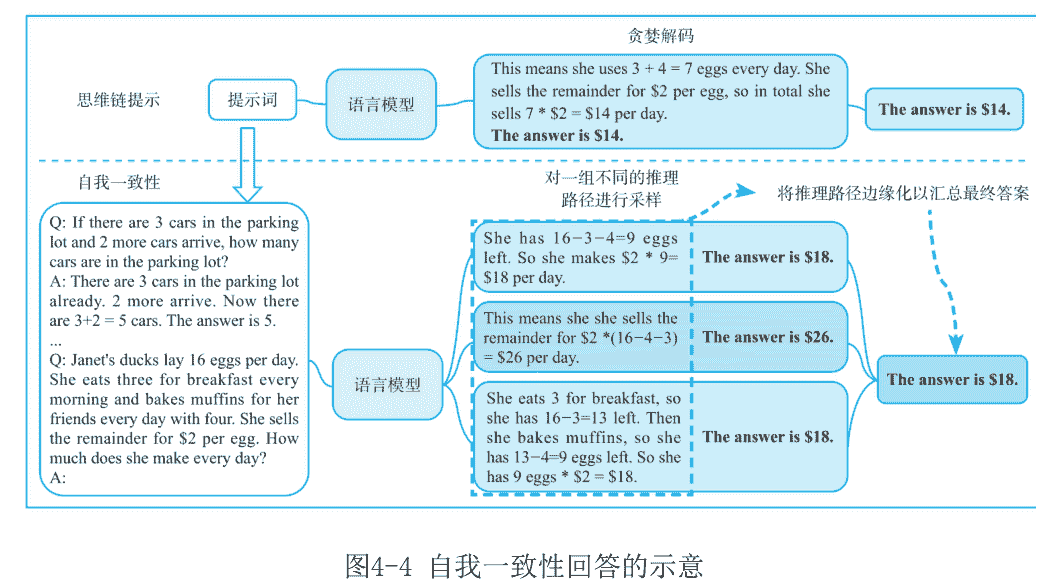 贪婪解码
思维链提示
提示词
语言模型
This means she uses 3 + 4 = 7 eggs every day. She
sells the remainder for $2 per egg, so in total she
sells 7 * $2 = $14 per day.
The answer is $14.
The answer is $14.
自我一致性
Q: If there are 3 cars in the parking
lot and 2 more cars arrive, how many
cars are in the parking lot?
A: There are 3 cars in the parking lot
already. 2 more arrive. Now there
are 3+2 = 5 cars. The answer is 5.
...
Q: Janet's ducks lay 16 eggs per day.
She eats three for breakfast every
morning and bakes muffins for her
friends every day with four. She sells
the remainder for $2 per egg. How
much does she make every day?
A:
语言模型
对一组不同的推理
路径进行采样
She has 16−3−4=9 eggs
left. So she makes $2 * 9=
$18 per day.
The answer is $18.
This means she she sells the
remainder for $2 *(16−4−3)
= $26 per day.
The answer is $26.
She eats 3 for breakfast, so
she has 16−3=13 left. Then
she bakes muffins, so she
has 13−4=9 eggs left. So she
has 9 eggs * $2 = $18.
The answer is $18.
将推理路径边缘化以汇总最终答案
The answer is $18.
图4-4 自我一致性回答的示意